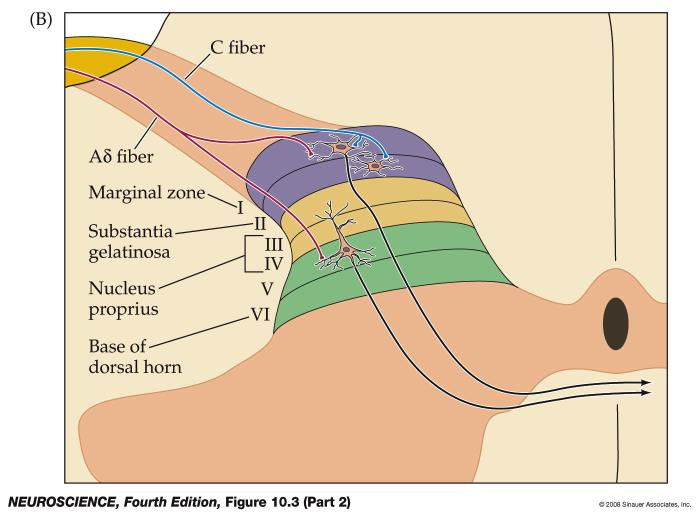 (B)
C fiber
Aδ fiber
Marginal zone
I
II
Substantia
gelatinosa
III
IV
Nucleus
proprius
V
VI
Base of
dorsal horn
NEUROSCIENCE, Fourth Edition, Figure 10.3 (Part 2)
© 2008 Sinauer Associates, Inc.